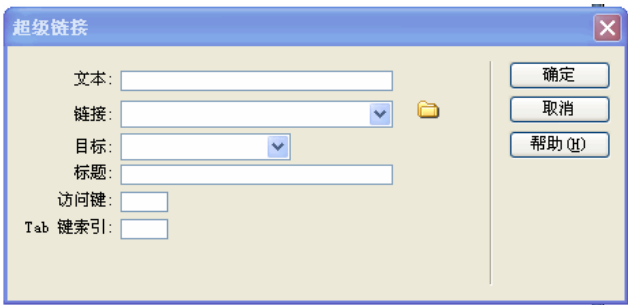 超级链接
文本:
确定
链接:
取消
目标:
帮助(H)
标题:
访问键:
Tab 键索引: